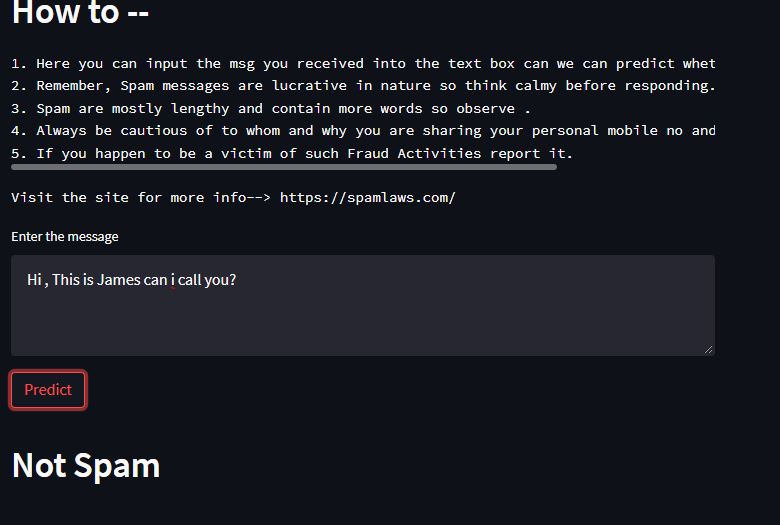 How to --
1. Here you can input the msg you received into the text box can we can predict whet
2. Remember, Spam messages are lucrative in nature so think calmy before responding.
3. Spam are mostly lengthy and contain more words so observe .
4. Always be cautious of to whom and why you are sharing your personal mobile no and
5. If you happen to be a victim of such Fraud Activities report it.
Visit the site for more info--> https://spamlaws.com/
Enter the message
Hi , This is James can i call you?
Predict
Not Spam